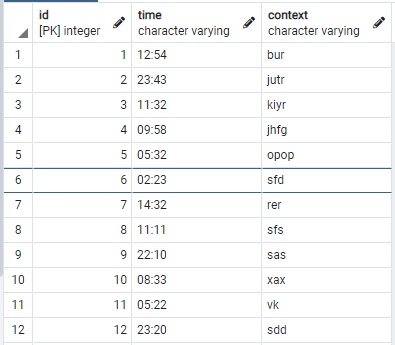 id time context
[PK] integer character varying character varying
1 1 12:54 bur
2 2 23:43 jutr
3 3 11:32 kiyr
4 4 09:58 jhfg
5 5 05:32 opop
6 6 02:23 sfd
7 7 14:32 rer
8 8 11:11 sfs
9 9 22:10 sas
10 10 08:33 xax
11 11 05:22 vk
12 12 23:20 sdd